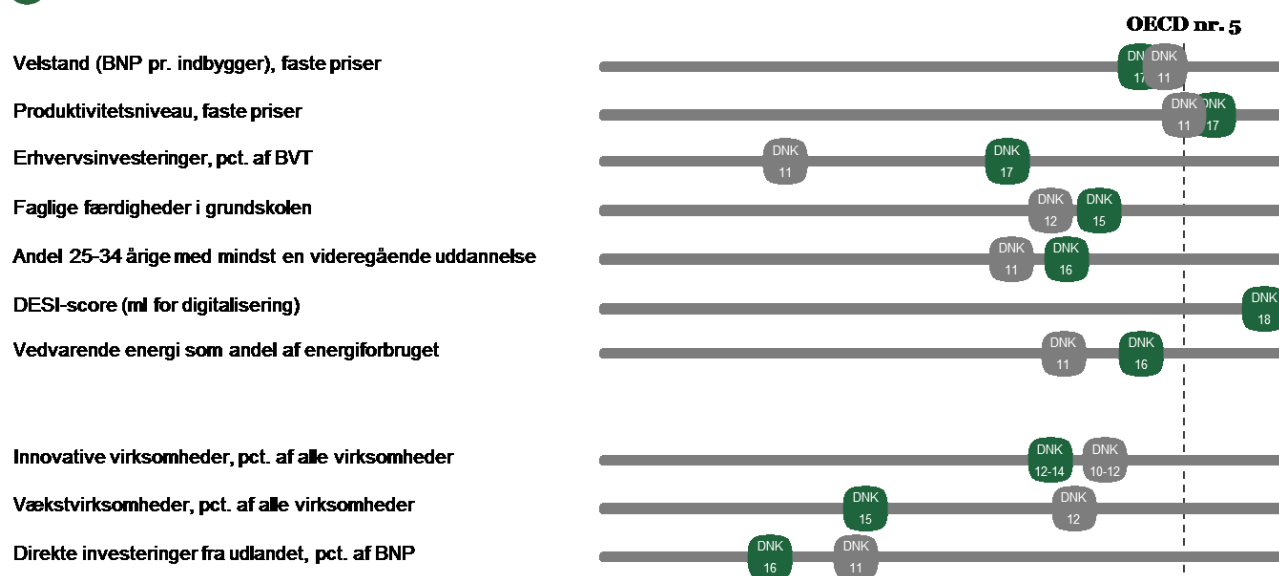 OECD nr. 5
Velstand (BNP pr. indbygger), faste priser
DN DNK
17 11
Produktivitetsniveau, faste priser
DNK DNK
11 17
Erhvervsinvesteringer, pct. af BVT
DNK DNK
11 17
Faglige færdigheder i grundskolen
DNK DNK
12 15
Andel 25-34 årige med mindst en videregående uddannelse
DNK DNK
11 16
DESI-score (ml for digitalisering)
DNK
18
Vedvarende energi som andel af energiforbruget
DNK DNK
11 16
Innovative virksomheder, pct. af alle virksomheder
DNK DNK
12-14 10-12
Vækstvirksomheder, pct. af alle virksomheder
DNK DNK
15 12
Direkte investeringer fra udlandet, pct. af BNP
DNK DNK
16 11